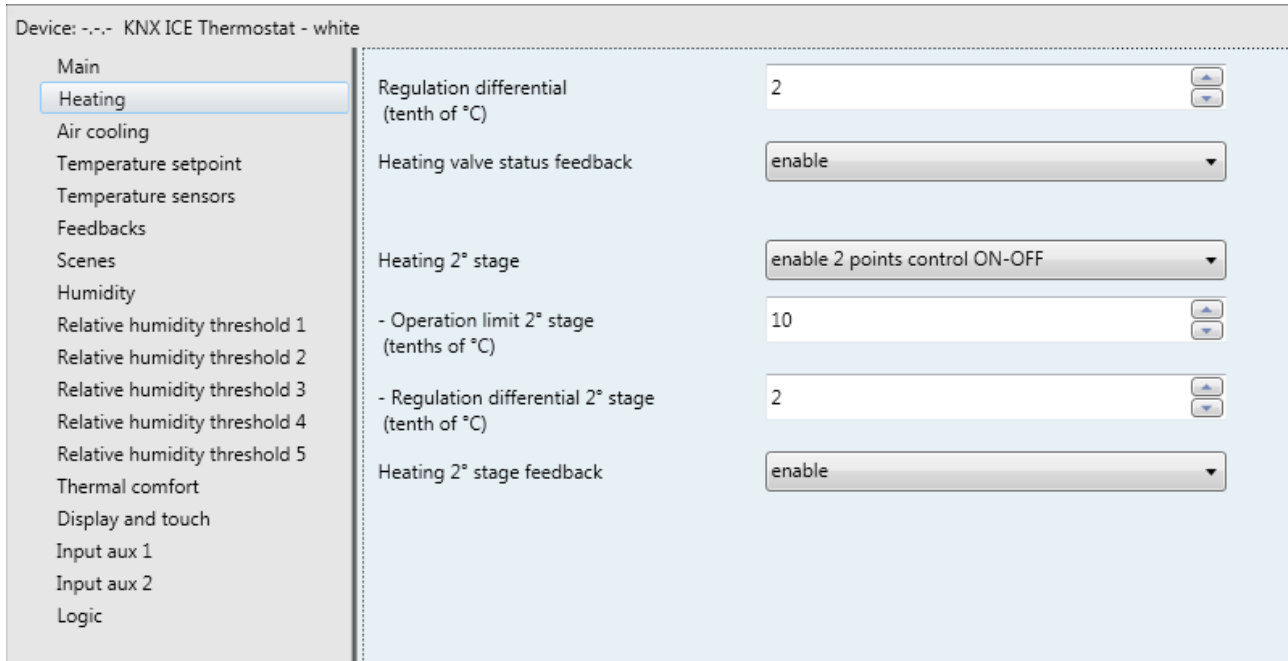 Device: -.-.- KNX ICE Thermostat - white
Main
Heating
Air cooling
Temperature setpoint
Temperature sensors
Feedbacks
Scenes
Humidity
Relative humidity threshold 1
Relative humidity threshold 2
Relative humidity threshold 3
Relative humidity threshold 4
Relative humidity threshold 5
Thermal comfort
Display and touch
Input aux 1
Input aux 2
Logic
Regulation differential
(tenth of °C)
2
Heating valve status feedback
enable
Heating 2° stage
enable 2 points control ON-OFF
- Operation limit 2° stage
(tenths of °C)
10
- Regulation differential 2° stage
(tenth of °C)
2
Heating 2° stage feedback
enable